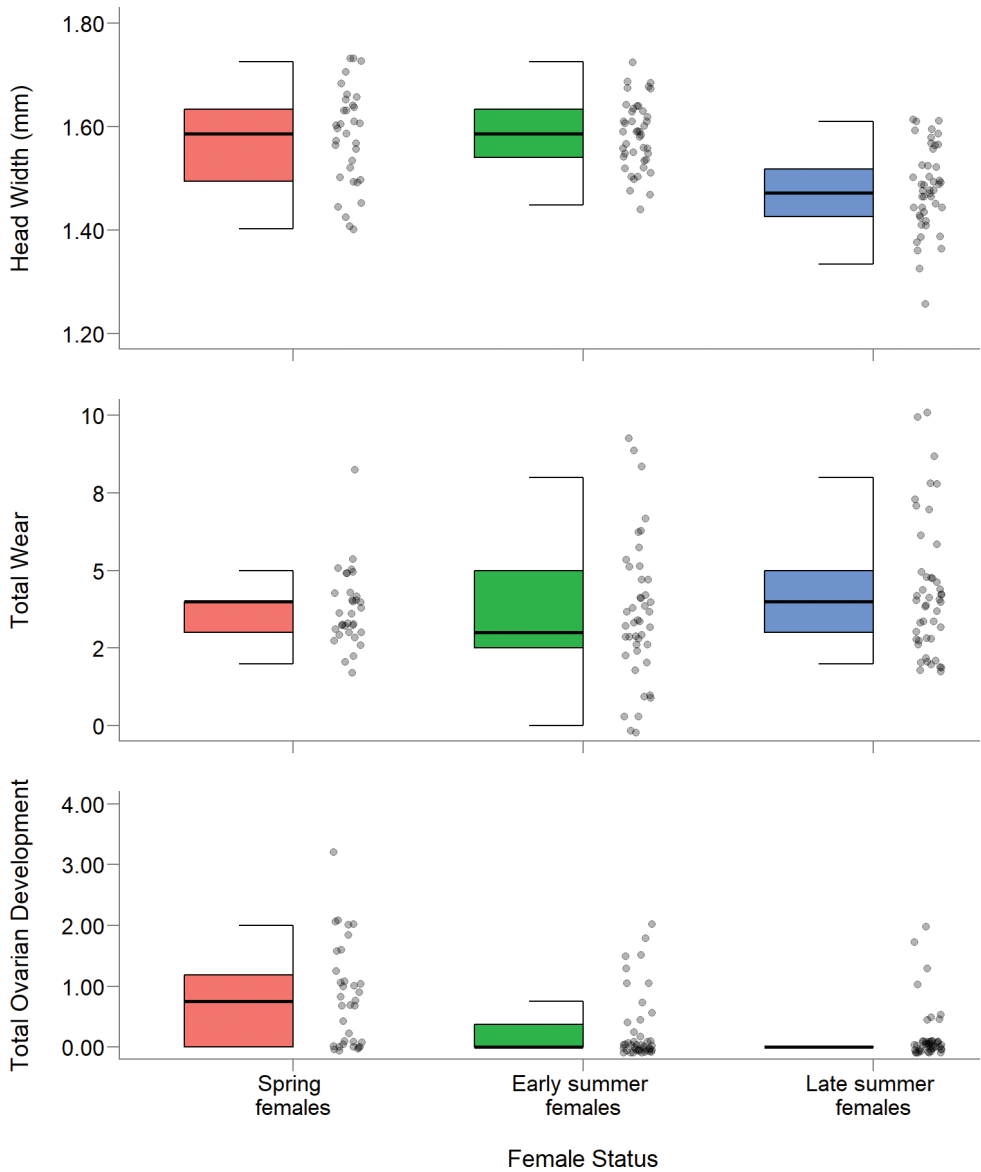 Head Width (mm)
1.80
1.60
1.40
1.20
Total Wear
10
8
5
2
0
Total Ovarian Development
4.00
3.00
2.00
1.00
0.00
Spring
females
Early summer
females
Late summer
females
Female Status